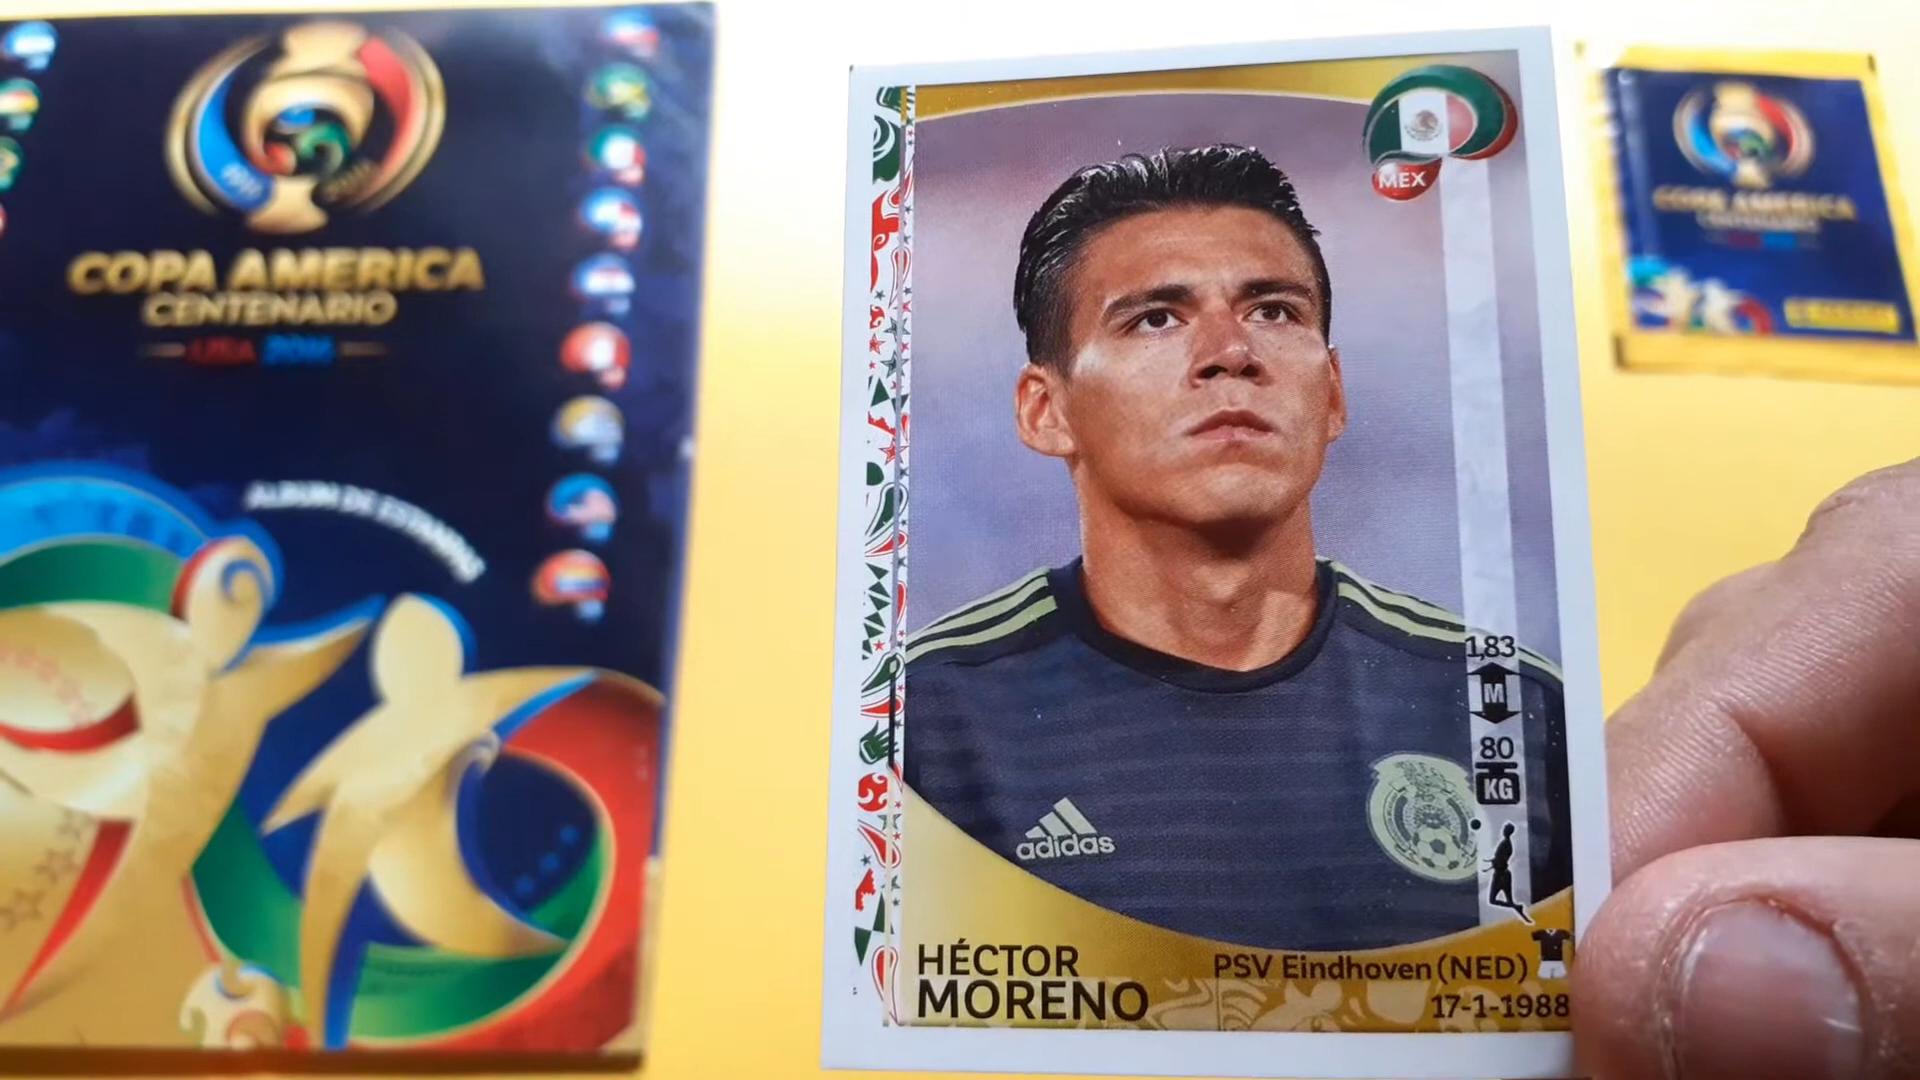 COPA AMERICA
CENTENARIO
USA 2016
ÁLBUM DE ESTAMPAS
MEX
1,83
M
80
KG
adidas
HÉCTOR
MORENO
PSV Eindhoven (NED)
17-1-1988
COPA AMERICA
CENTENARIO
PANINI